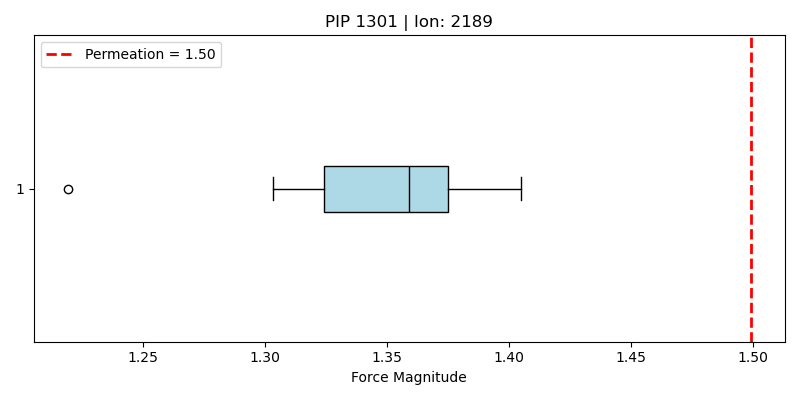 PIP 1301 | Ion: 2189
Permeation = 1.50
1
1.25 1.30 1.35 1.40 1.45 1.50
Force Magnitude